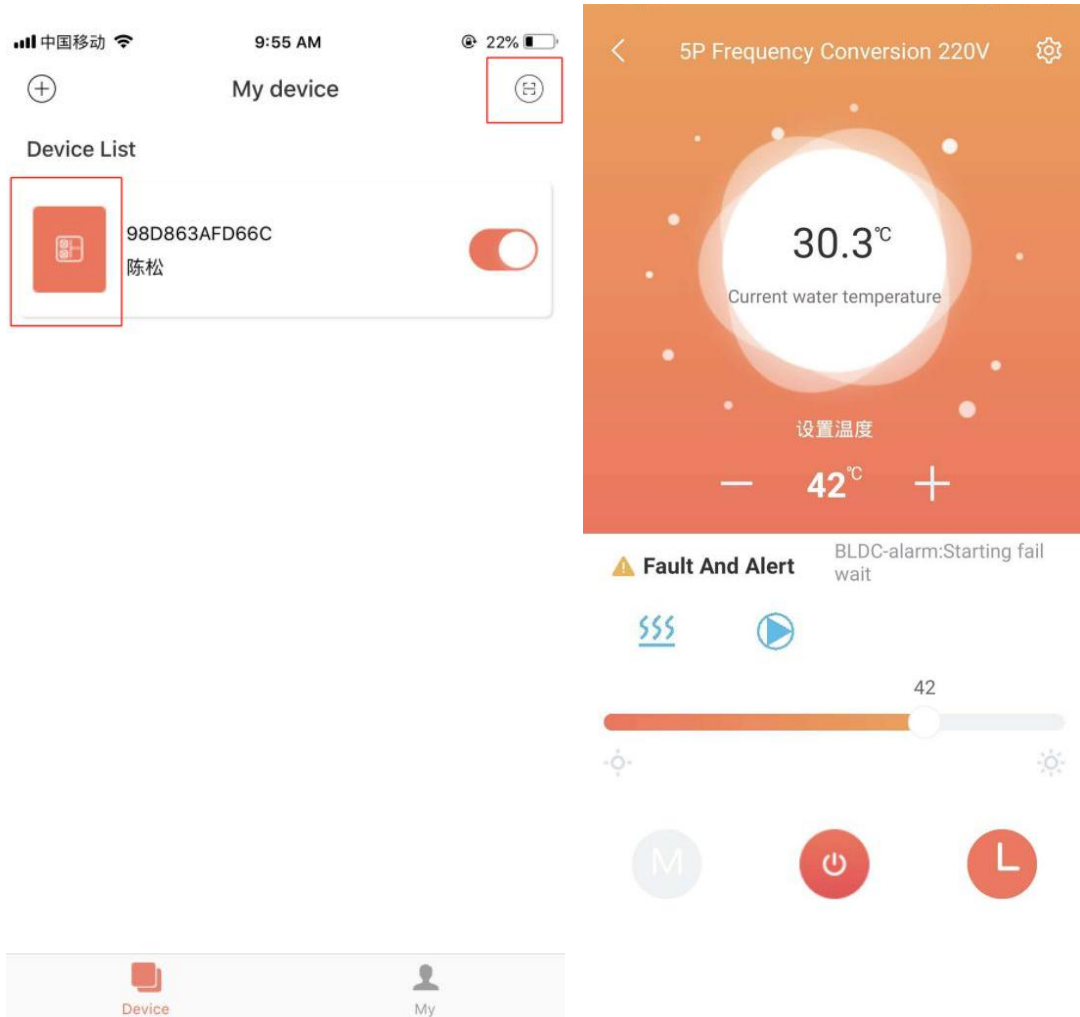 中国移动 9:55 AM 22%
My device
Device List
98D863AFD66C
陈松
Device My
5P Frequency Conversion 220V
30.3℃
Current water temperature
设置温度
42℃
Fault And Alert
BLDC-alarm:Starting fail
wait
42
M